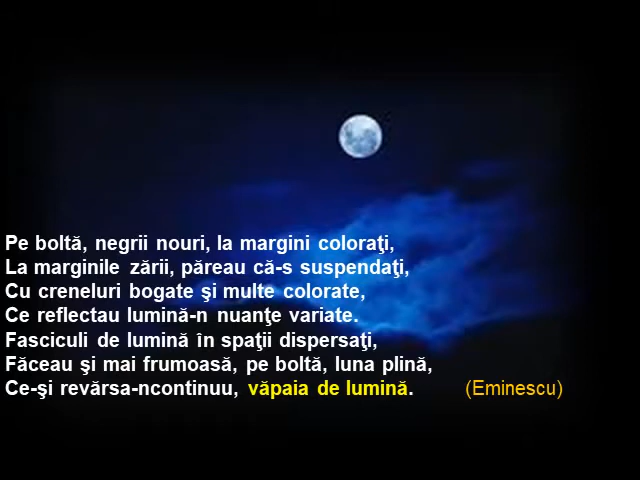 Pe boltă, negrii nouri, la margini coloraţi,
La marginile zării, păreau că-s suspendaţi,
Cu creneluri bogate şi multe colorate,
Ce reflectau lumină-n nuanţe variate.
Fasciculi de lumină în spaţii dispersaţi,
Făceau şi mai frumoasă, pe boltă, luna plină,
Ce-şi revărsa-ncontinuu, văpaia de lumină. (Eminescu)